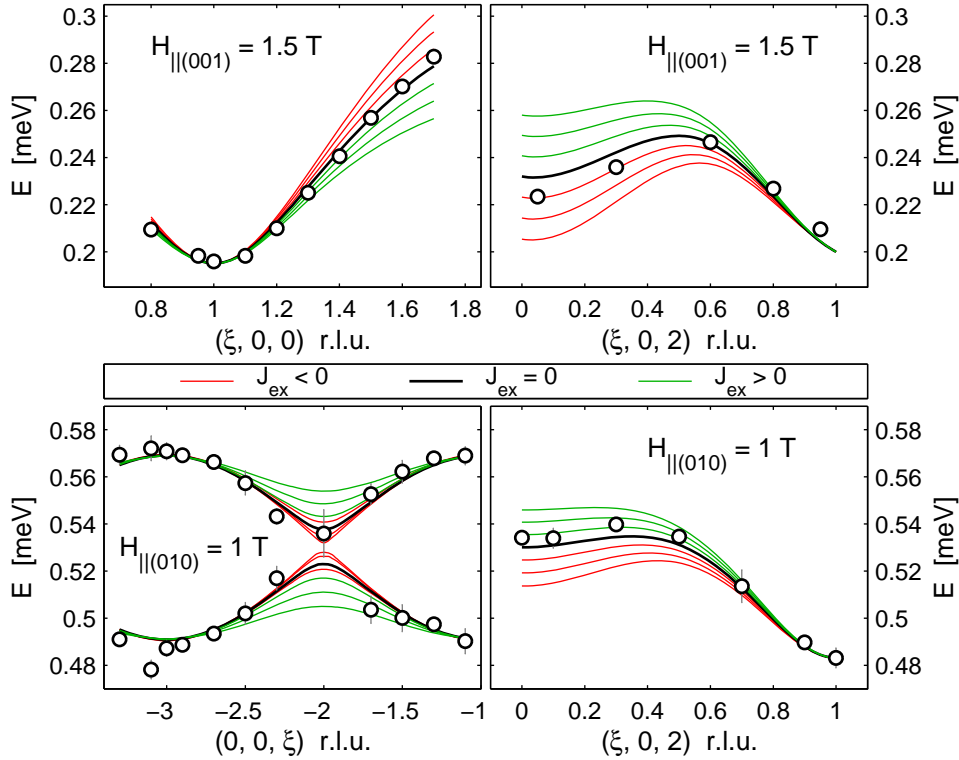 H||(001) = 1.5 T
H||(001) = 1.5 T
E [meV]
0.3
0.28
0.26
0.24
0.22
0.2
0.3
0.28
0.26
0.24
0.22
0.2
E [meV]
0.8 1 1.2 1.4 1.6 1.8
0 0.2 0.4 0.6 0.8 1
(ξ, 0, 0) r.l.u.
(ξ, 0, 2) r.l.u.
Jex < 0 Jex = 0 Jex > 0
H||(010) = 1 T
H||(010) = 1 T
E [meV]
0.58
0.56
0.54
0.52
0.5
0.48
0.58
0.56
0.54
0.52
0.5
0.48
E [meV]
−3 −2.5 −2 −1.5 −1
0 0.2 0.4 0.6 0.8 1
(0, 0, ξ) r.l.u.
(ξ, 0, 2) r.l.u.